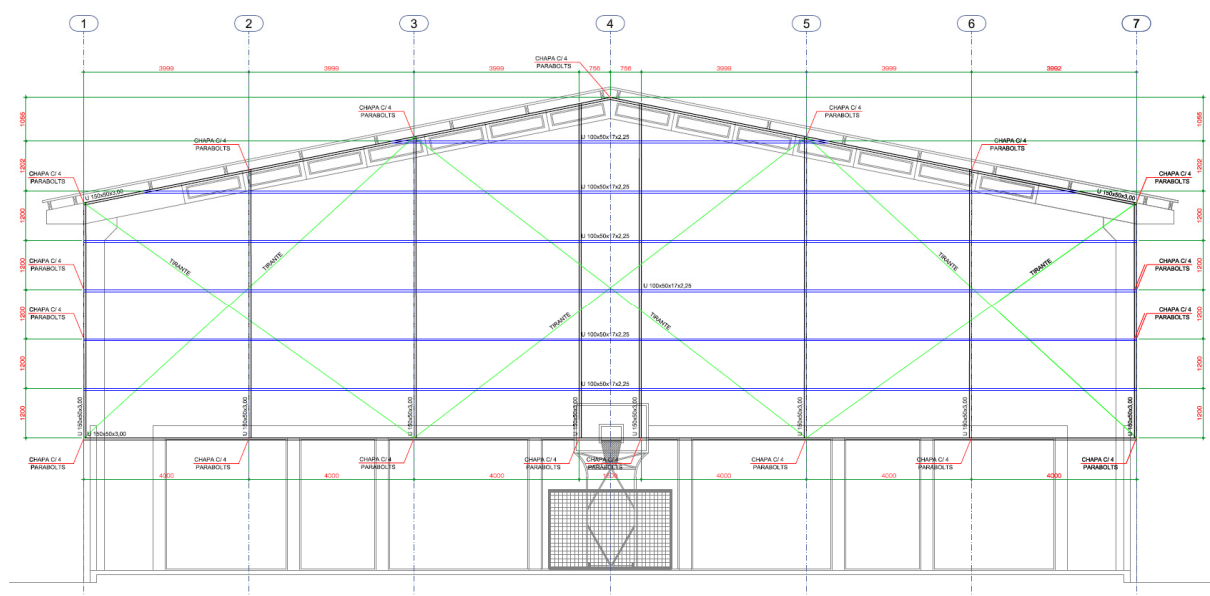 1
2
3
4
5
6
7
CHAPA C/ 4
PARABOLTS
3999
3999
3999
756
756
3999
3999
3992
CHAPA C/ 4
PARABOLTS
CHAPA C/ 4
PARABOLTS
1055
1055
U 100x50x17x2,25
CHAPA C/ 4
PARABOLTS
CHAPA C/ 4
PARABOLTS
1202
1202
CHAPA C/ 4
PARABOLTS
CHAPA C/ 4
PARABOLTS
U 150x50x3,00
U 150x50x3,00
U 100x50x17x2,25
1200
1200
U 100x50x17x2,25
TIRANTE
TIRANTE
TIRANTE
TIRANTE
CHAPA C/ 4
PARABOLTS
CHAPA C/ 4
PARABOLTS
1200
1200
U 100x50x17x2,25
CHAPA C/ 4
PARABOLTS
CHAPA C/ 4
PARABOLTS
1200
1200
TIRANTE
TIRANTE
U 100x50x17x2,25
1200
1200
U 100x50x17x2,25
1200
1200
U 150x50x3,00
U 150x50x3,00
U 150x50x3,00
U 150x50x3,00
U 150x50x3,00
U 150x50x3,00
U 150x50x3,00
U 150x50x3,00
U 150x50x3,00
CHAPA C/ 4
PARABOLTS
CHAPA C/ 4
PARABOLTS
CHAPA C/ 4
PARABOLTS
CHAPA C/ 4
PARABOLTS
CHAPA C/ 4
PARABOLTS
CHAPA C/ 4
PARABOLTS
CHAPA C/ 4
PARABOLTS
CHAPA C/ 4
PARABOLTS
4000
4000
4000
4000
4000
4000